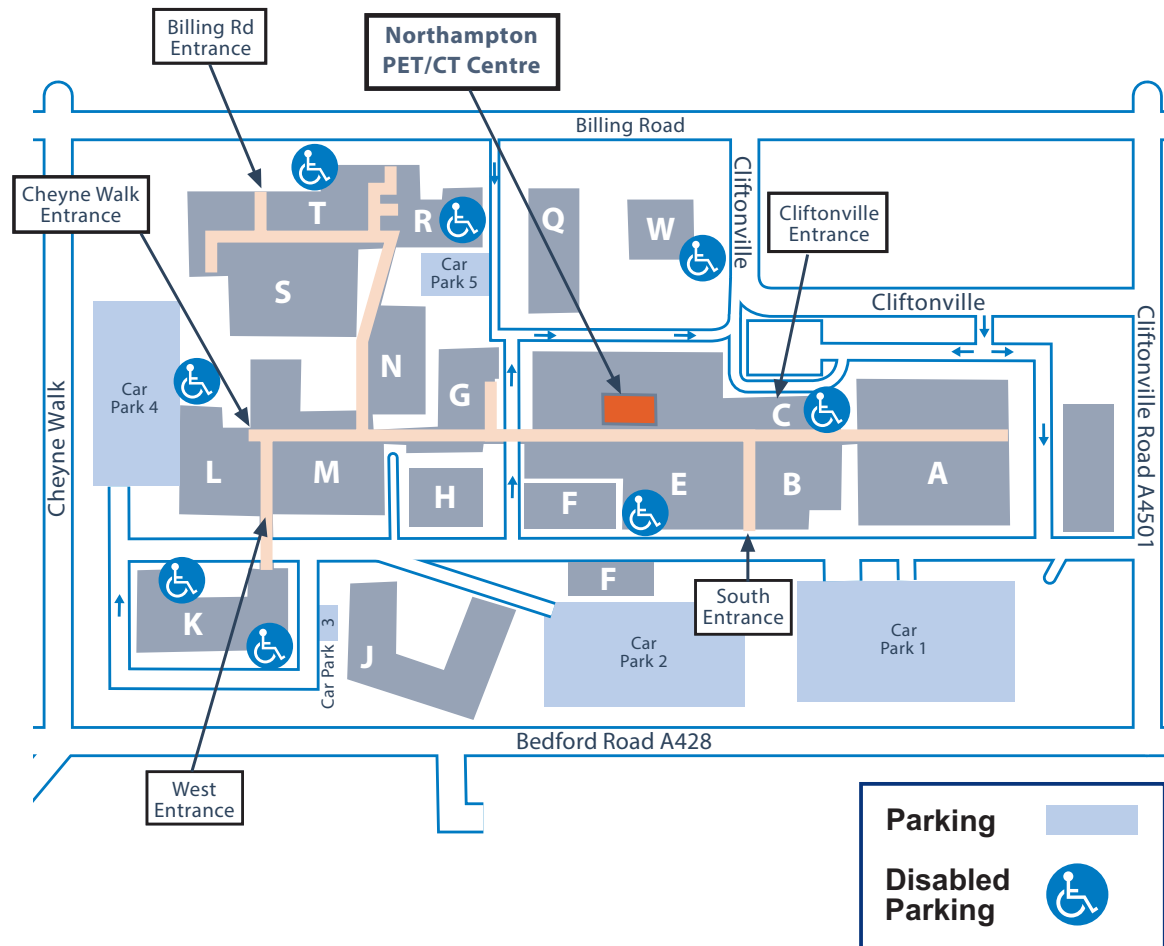 Billing Rd
Entrance
Northampton
PET/CT Centre
Billing Road
Cheyne Walk
Entrance
T
R
Q
W
Cliftonville
Cliftonville
Entrance
Car
Park 5
S
Cliftonville
N
G
Car
Park 4
C
Cheyne Walk
L
M
H
F
E
B
A
Cliftonville Road A4501
K
F
South
Entrance
Car Park 3
J
Car
Park 2
Car
Park 1
Bedford Road A428
West
Entrance
Parking
Disabled
Parking